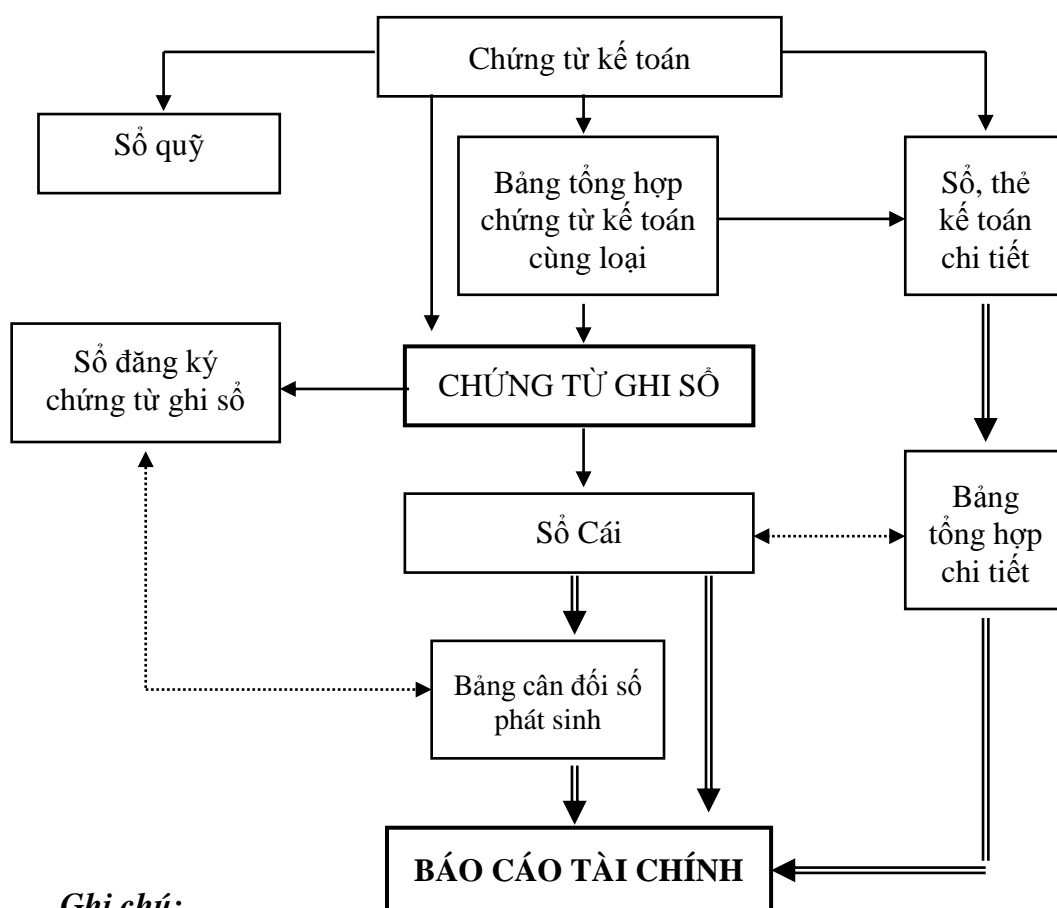 Chứng từ kế toán
Sổ quỹ
Bảng tổng hợp
chứng từ kế toán
cùng loại
Sổ, thẻ
kế toán
chi tiết
Sổ đăng ký
chứng từ ghi sổ
CHỨNG TỪ GHI SỔ
Sổ Cái
Bảng
tổng hợp
chi tiết
Bảng cân đối số
phát sinh
BÁO CÁO TÀI CHÍNH
Ghi chú: